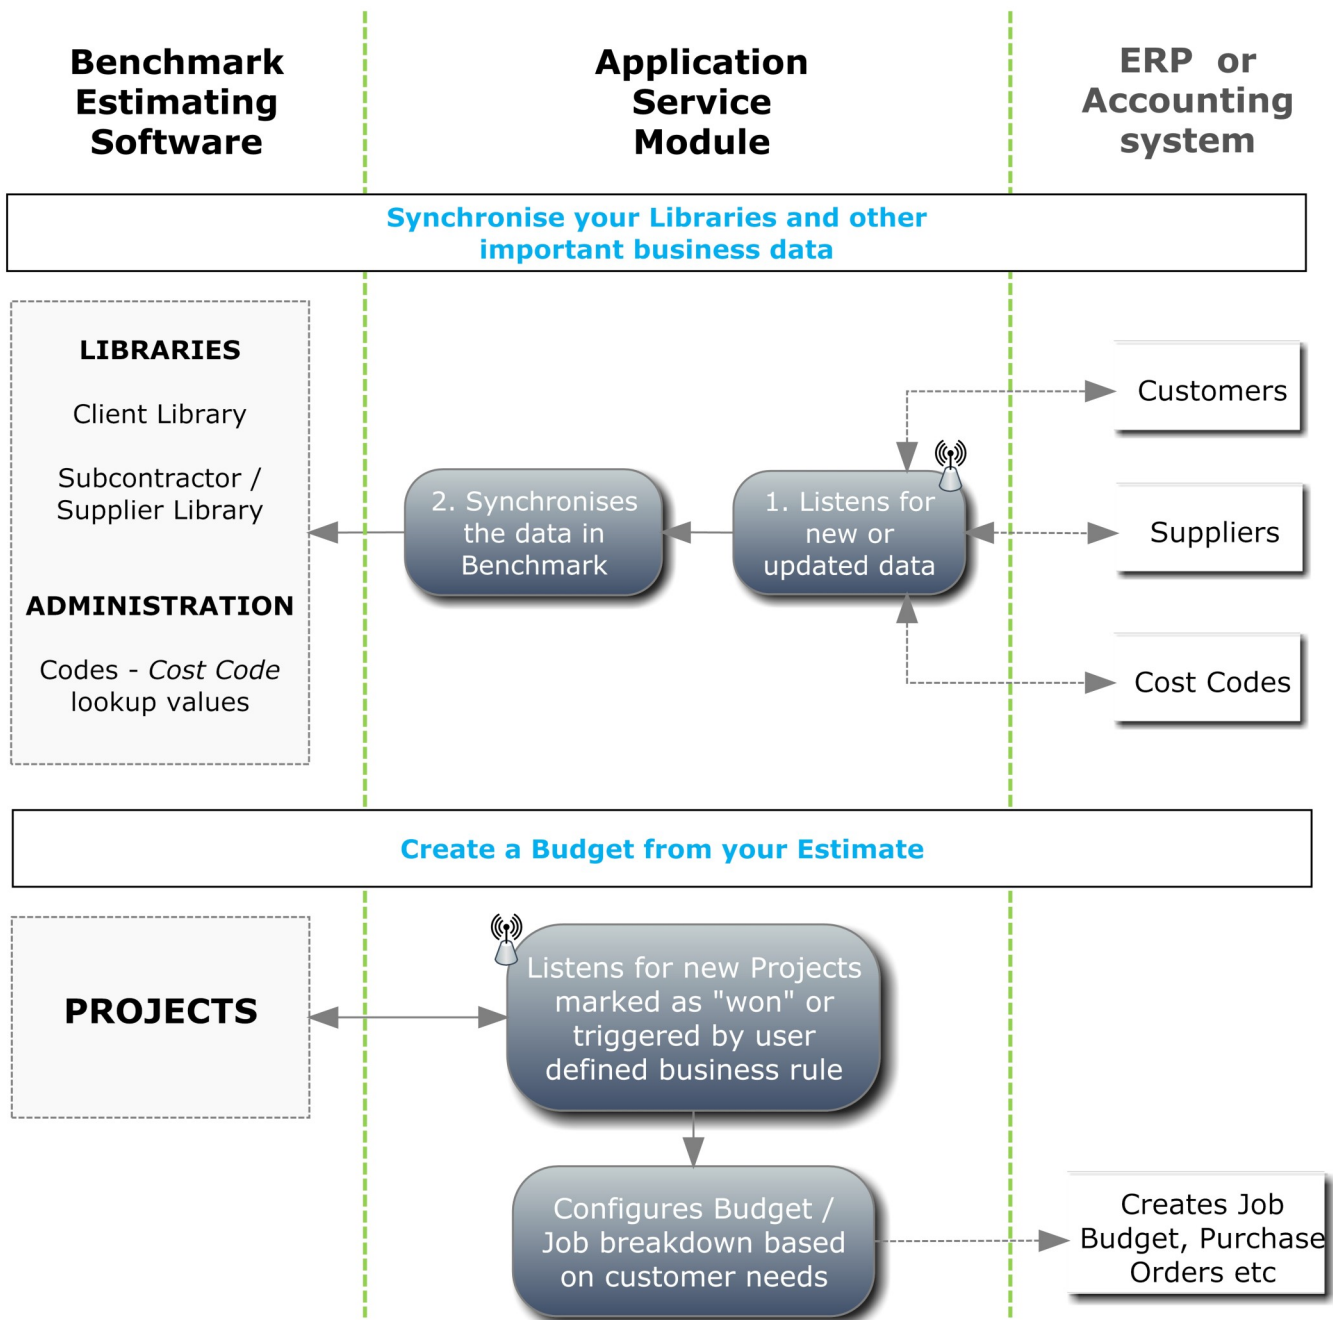 Benchmark
Estimating
Software
Application
Service
Module
ERP or
Accounting
system
Synchronise your Libraries and other
important business data
LIBRARIES
Client Library
Subcontractor /
Supplier Library
ADMINISTRATION
Codes - Cost Code
lookup values
2. Synchronises
the data in
Benchmark
1. Listens for
new or
updated data
Customers
Suppliers
Cost Codes
Create a Budget from your Estimate
PROJECTS
Listens for new Projects
marked as "won" or
triggered by user
defined business rule
Configures Budget /
Job breakdown based
on customer needs
Creates Job
Budget, Purchase
Orders etc